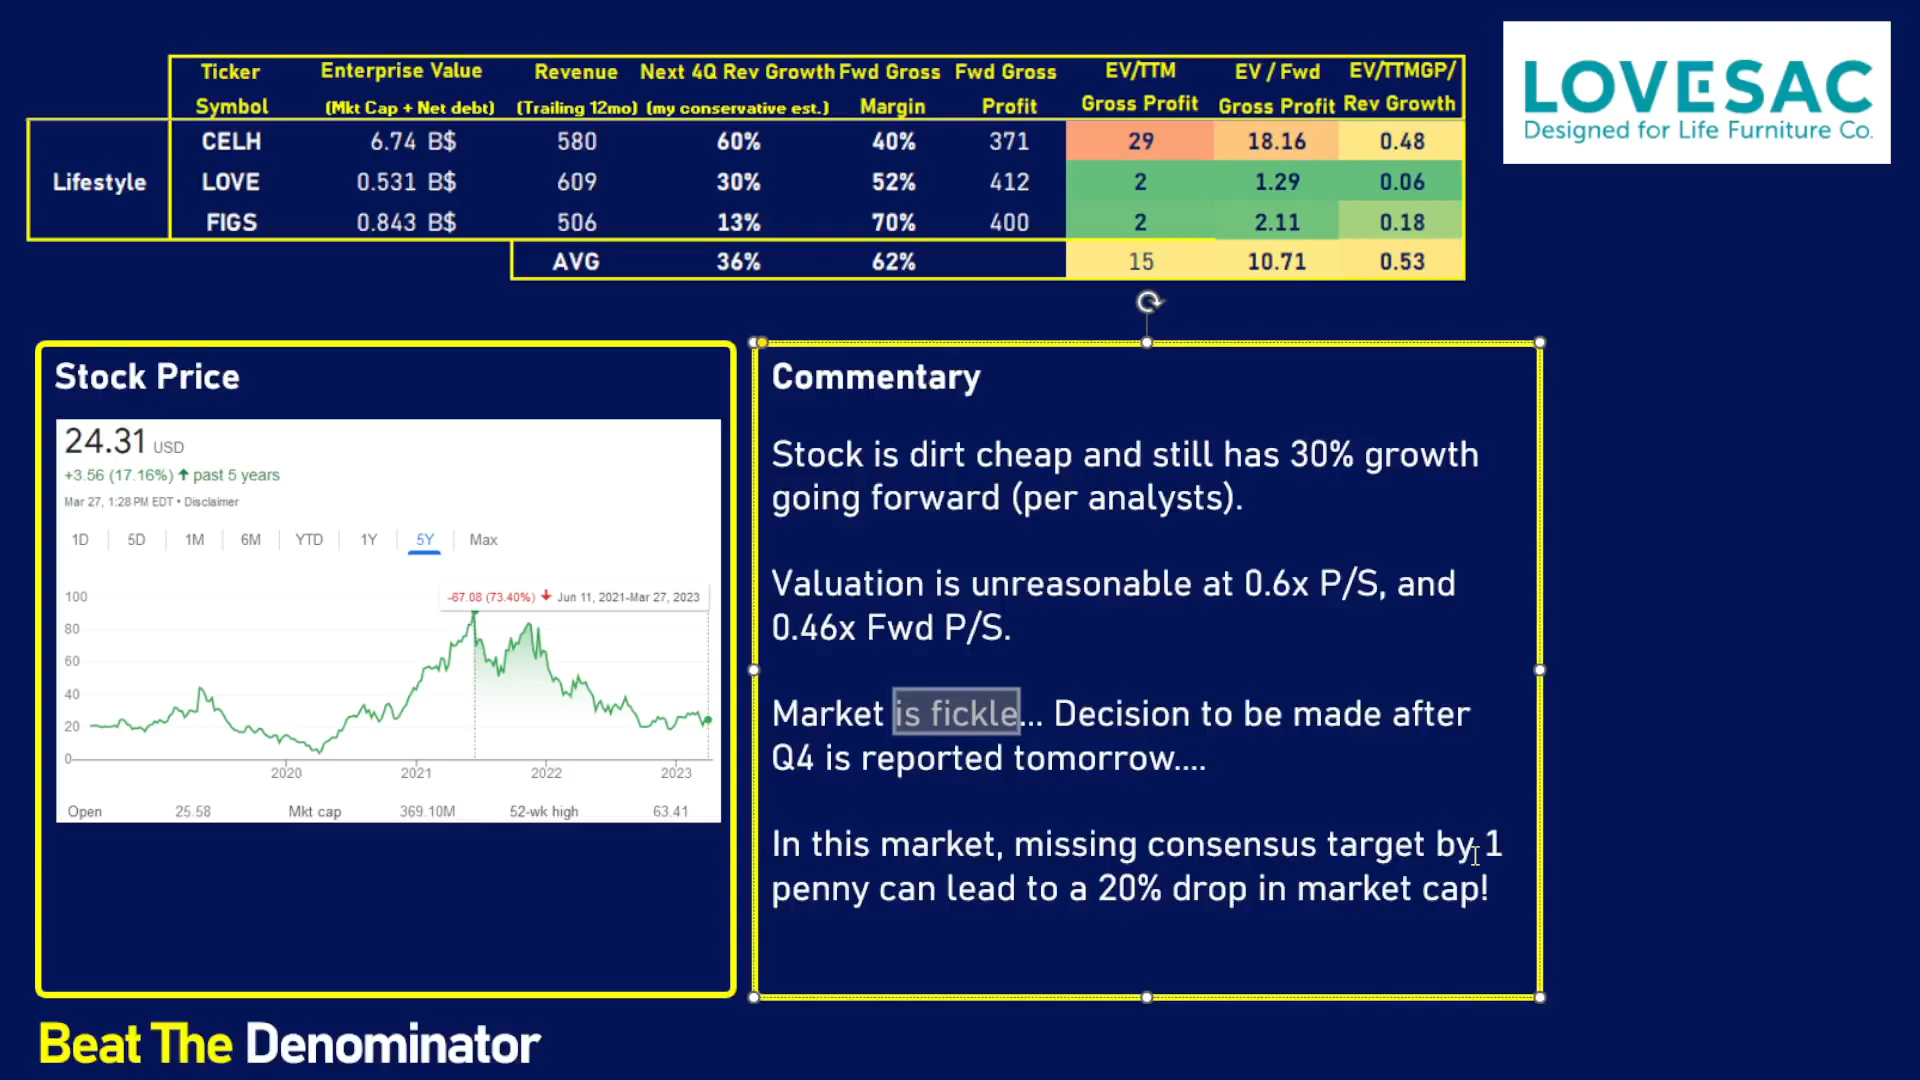 Ticker Enterprise Value Revenue Next 4Q Rev Growth Fwd Gross Fwd Gross EV/TTM EV / Fwd EV/TTMGP/
Symbol (Mkt Cap + Net debt) (Trailing 12mo) (my conservative est.) Margin Profit Gross Profit Gross Profit Rev Growth
CELH 6.74 B$ 580 60% 40% 371 29 18.16 0.48
Lifestyle LOVE 0.531 B$ 609 30% 52% 412 2 1.29 0.06
FIGS 0.843 B$ 506 13% 70% 400 2 2.11 0.18
AVG 36% 62% 15 10.71 0.53
LOVESAC
Designed for Life Furniture Co.
Stock Price
24.31 USD
+3.56 (17.16%) ↑ past 5 years
Mar 27, 1:28 PM EDT • Disclaimer
1D 5D 1M 6M YTD 1Y 5Y Max
-67.08 (73.40%) ↓ Jun 11, 2021-Mar 27, 2023
100
80
60
40
20
0
2020 2021 2022 2023
Open 25.58 Mkt cap 369.10M 52-wk high 63.41
Commentary
Stock is dirt cheap and still has 30% growth
going forward (per analysts).
Valuation is unreasonable at 0.6x P/S, and
0.46x Fwd P/S.
Market is fickle... Decision to be made after
Q4 is reported tomorrow....
In this market, missing consensus target by 1
penny can lead to a 20% drop in market cap!
Beat The Denominator